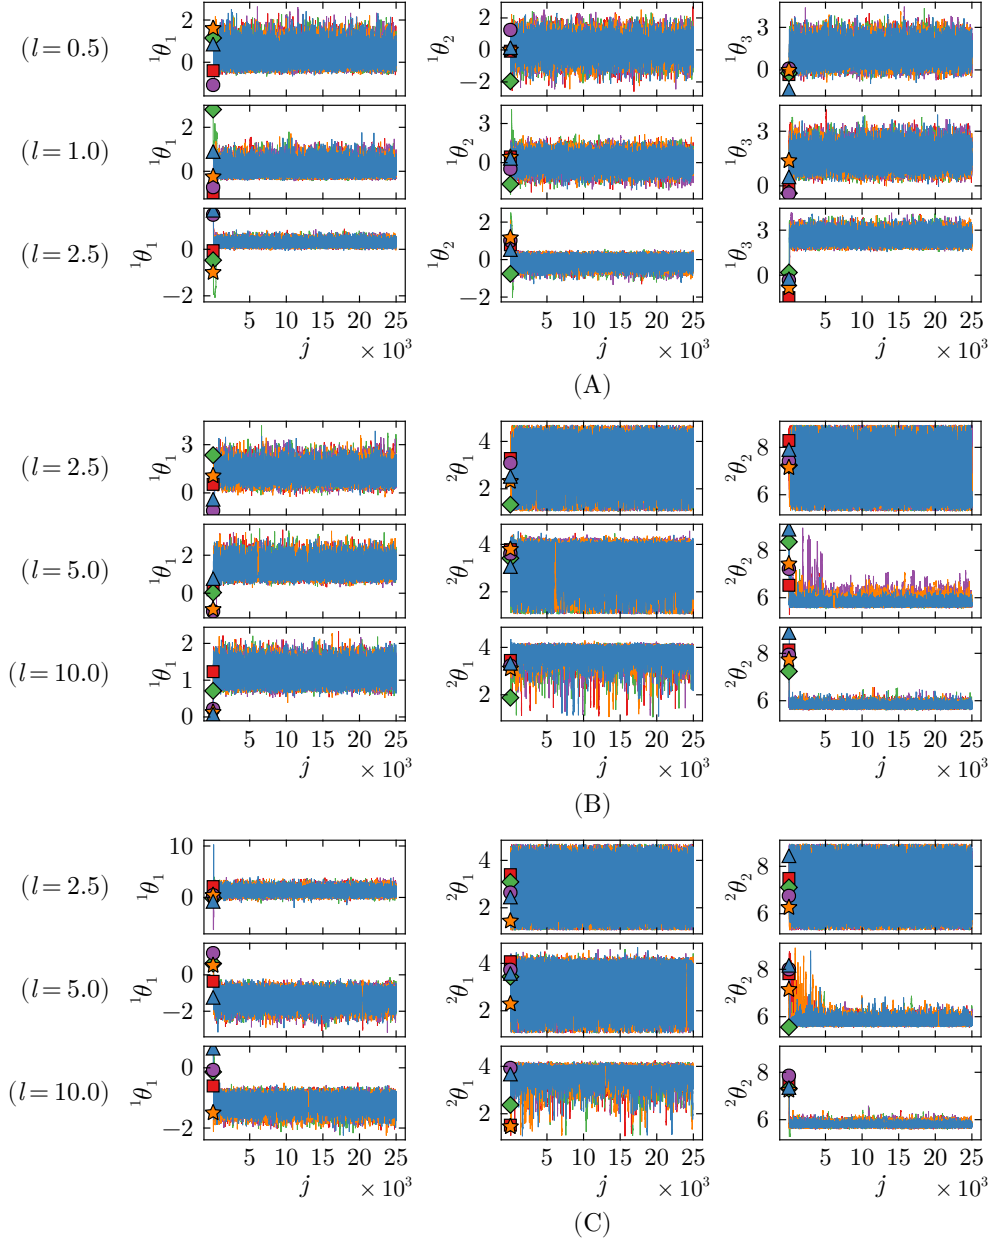 (l = 0.5) ¹θ₁ 2 0 ¹θ₂ 2 0 −2 ¹θ₃ 3 0
(l = 1.0) ¹θ₁ 2 0 ¹θ₂ 3 0 ¹θ₃ 3 0
(l = 2.5) ¹θ₁ 0 −2 ¹θ₂ 2 0 −2 ¹θ₃ 3 0
5 10 15 20 25 5 10 15 20 25 5 10 15 20 25
j × 10³ j × 10³ j × 10³
(A)
(l = 2.5) ¹θ₁ 3 0 ²θ₁ 4 2 ²θ₂ 8 6
(l = 5.0) ¹θ₁ 2 0 ²θ₁ 4 2 ²θ₂ 8 6
(l = 10.0) ¹θ₁ 2 1 0 ²θ₁ 4 2 ²θ₂ 8 6
5 10 15 20 25 5 10 15 20 25 5 10 15 20 25
j × 10³ j × 10³ j × 10³
(B)
(l = 2.5) ¹θ₁ 10 0 ²θ₁ 4 2 ²θ₂ 8 6
(l = 5.0) ¹θ₁ 0 −2 ²θ₁ 4 2 ²θ₂ 8 6
(l = 10.0) ¹θ₁ 0 −2 ²θ₁ 4 2 ²θ₂ 8 6
5 10 15 20 25 5 10 15 20 25 5 10 15 20 25
j × 10³ j × 10³ j × 10³
(C)